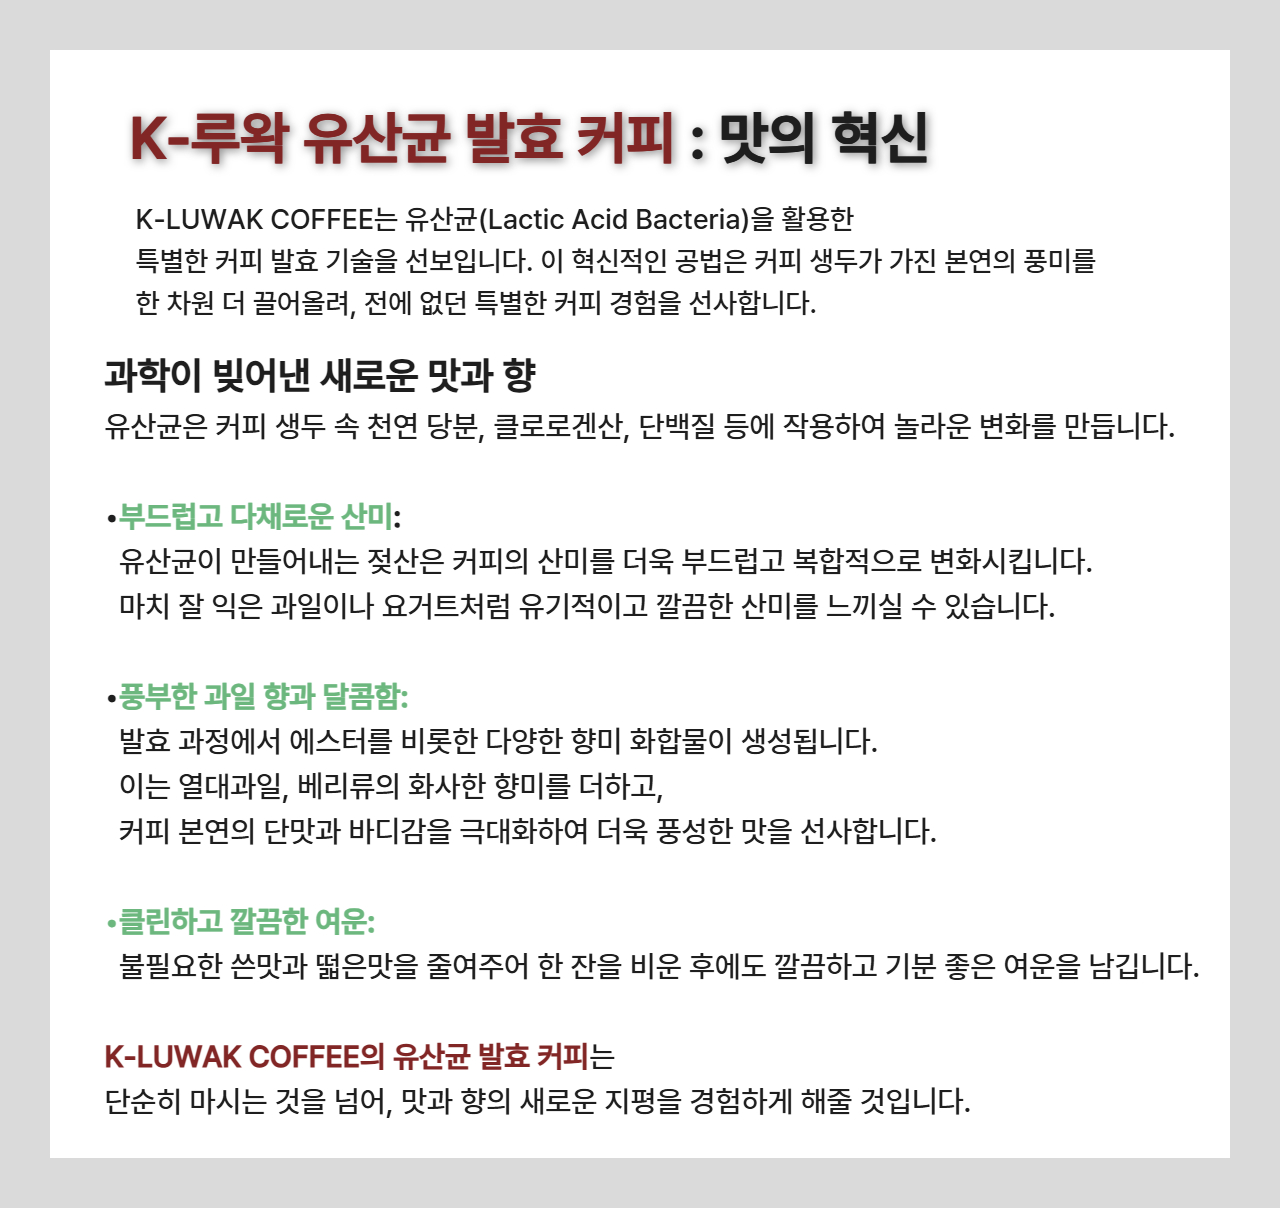 K-루왁 유산균 발효 커피 : 맛의 혁신
K-LUWAK COFFEE는 유산균(Lactic Acid Bacteria)을 활용한
특별한 커피 발효 기술을 선보입니다. 이 혁신적인 공법은 커피 생두가 가진 본연의 풍미를
한 차원 더 끌어올려, 전에 없던 특별한 커피 경험을 선사합니다.
과학이 빚어낸 새로운 맛과 향
유산균은 커피 생두 속 천연 당분, 클로로겐산, 단백질 등에 작용하여 놀라운 변화를 만듭니다.
•부드럽고 다채로운 산미:
유산균이 만들어내는 젖산은 커피의 산미를 더욱 부드럽고 복합적으로 변화시킵니다.
마치 잘 익은 과일이나 요거트처럼 유기적이고 깔끔한 산미를 느끼실 수 있습니다.
•풍부한 과일 향과 달콤함:
발효 과정에서 에스터를 비롯한 다양한 향미 화합물이 생성됩니다.
이는 열대과일, 베리류의 화사한 향미를 더하고,
커피 본연의 단맛과 바디감을 극대화하여 더욱 풍성한 맛을 선사합니다.
•클린하고 깔끔한 여운:
불필요한 쓴맛과 떫은맛을 줄여주어 한 잔을 비운 후에도 깔끔하고 기분 좋은 여운을 남깁니다.
K-LUWAK COFFEE의 유산균 발효 커피는
단순히 마시는 것을 넘어, 맛과 향의 새로운 지평을 경험하게 해줄 것입니다.